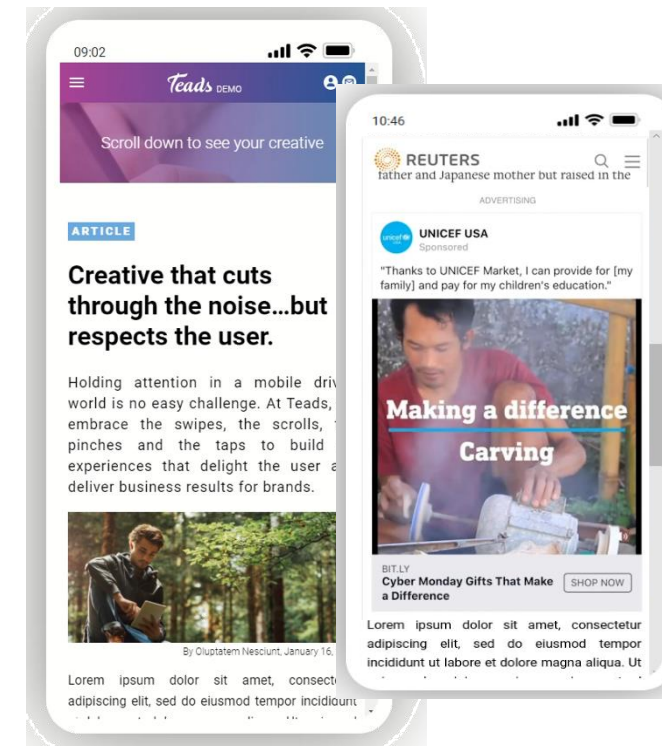 09:02
Teads DEMO
Scroll down to see your creative
ARTICLE
Creative that cuts
through the noise...but
respects the user.
Holding attention in a mobile
world is no easy challenge. At Teads,
embrace the swipes, the scrolls,
pinches and the taps to build
experiences that delight the user
deliver business results for brands.
By Oluptatem Nesciunt, January 16,
Lorem ipsum dolor sit amet,
adipiscing elit, sed do eiusmod tempor incididunt
10:46
REUTERS
father and Japanese mother but raised in the
ADVERTISING
unicef
USA
UNICEF USA
Sponsored
"Thanks to UNICEF Market, I can provide for [my
family] and pay for my children's education."
Making a difference
Carving
BIT.LY
Cyber Monday Gifts That Make
a Difference
SHOP NOW
Lorem ipsum dolor sit amet, consectetur
adipiscing elit, sed do eiusmod tempor
incididunt ut labore et dolore magna aliqua. Ut